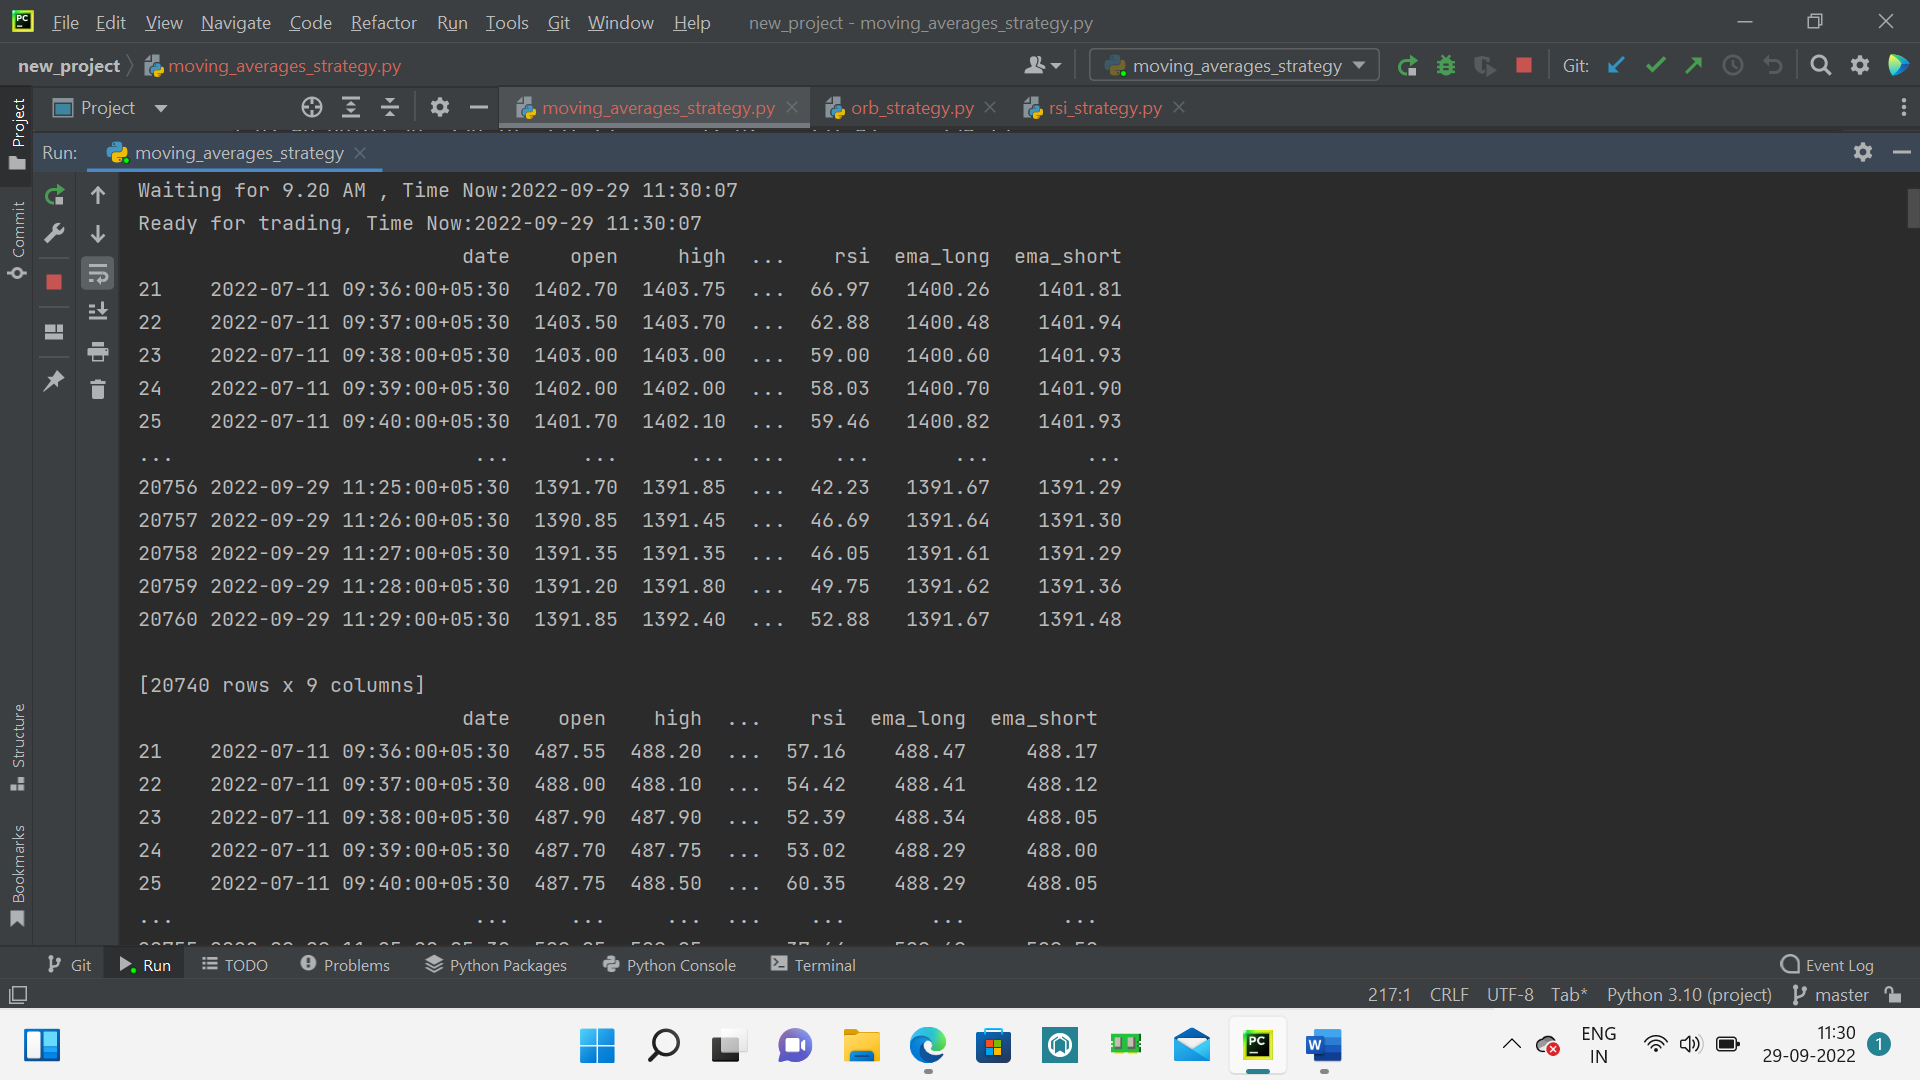 File Edit View Navigate Code Refactor Run Tools Git Window Help new_project - moving_averages_strategy.py
new_project moving_averages_strategy.py moving_averages_strategy Git:
Project moving_averages_strategy.py orb_strategy.py rsi_strategy.py
Run: moving_averages_strategy
Project
Commit
Structure
Bookmarks
Waiting for 9.20 AM , Time Now:2022-09-29 11:30:07
Ready for trading, Time Now:2022-09-29 11:30:07
date open high ... rsi ema_long ema_short
21 2022-07-11 09:36:00+05:30 1402.70 1403.75 ... 66.97 1400.26 1401.81
22 2022-07-11 09:37:00+05:30 1403.50 1403.70 ... 62.88 1400.48 1401.94
23 2022-07-11 09:38:00+05:30 1403.00 1403.00 ... 59.00 1400.60 1401.93
24 2022-07-11 09:39:00+05:30 1402.00 1402.00 ... 58.03 1400.70 1401.90
25 2022-07-11 09:40:00+05:30 1401.70 1402.10 ... 59.46 1400.82 1401.93
... ... ... ... ... ... ... ...
20756 2022-09-29 11:25:00+05:30 1391.70 1391.85 ... 42.23 1391.67 1391.29
20757 2022-09-29 11:26:00+05:30 1390.85 1391.45 ... 46.69 1391.64 1391.30
20758 2022-09-29 11:27:00+05:30 1391.35 1391.35 ... 46.05 1391.61 1391.29
20759 2022-09-29 11:28:00+05:30 1391.20 1391.80 ... 49.75 1391.62 1391.36
20760 2022-09-29 11:29:00+05:30 1391.85 1392.40 ... 52.88 1391.67 1391.48
[20740 rows x 9 columns]
date open high ... rsi ema_long ema_short
21 2022-07-11 09:36:00+05:30 487.55 488.20 ... 57.16 488.47 488.17
22 2022-07-11 09:37:00+05:30 488.00 488.10 ... 54.42 488.41 488.12
23 2022-07-11 09:38:00+05:30 487.90 487.90 ... 52.39 488.34 488.05
24 2022-07-11 09:39:00+05:30 487.70 487.75 ... 53.02 488.29 488.00
25 2022-07-11 09:40:00+05:30 487.75 488.50 ... 60.35 488.29 488.05
... ... ... ... ... ... ... ...
Git Run TODO Problems Python Packages Python Console Terminal Event Log
217:1 CRLF UTF-8 Tab* Python 3.10 (project) master
ENG
IN
11:30
29-09-2022
1